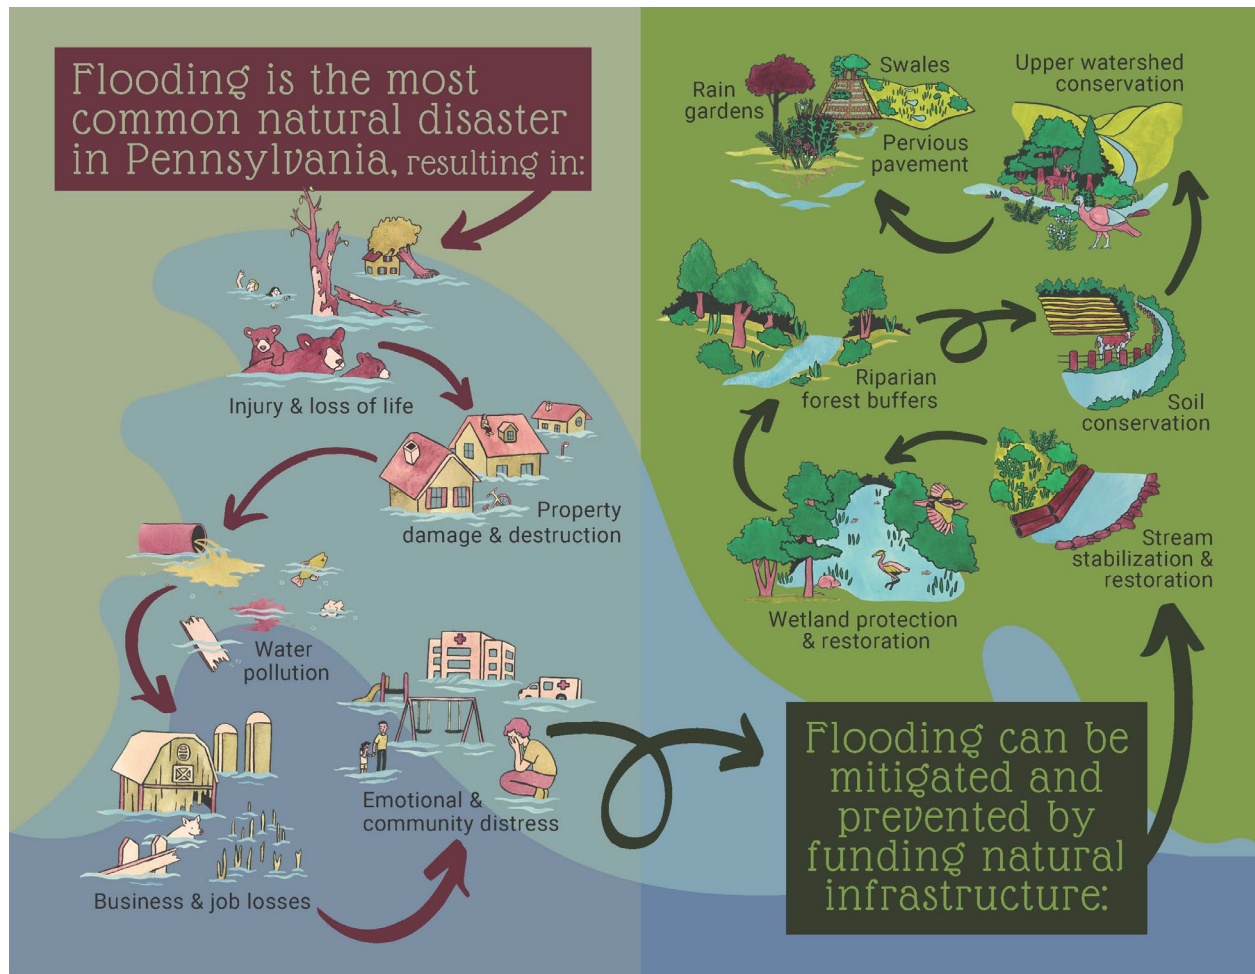 Flooding is the most
common natural disaster
in Pennsylvania, resulting in:
Injury & loss of life
Property
damage & destruction
Water
pollution
Business & job losses
Emotional &
community distress
Flooding can be
mitigated and
prevented by
funding natural
infrastructure:
Stream
stabilization &
restoration
Wetland protection
& restoration
Riparian
forest buffers
Soil
conservation
Upper watershed
conservation
Rain
gardens
Swales
Pervious
pavement